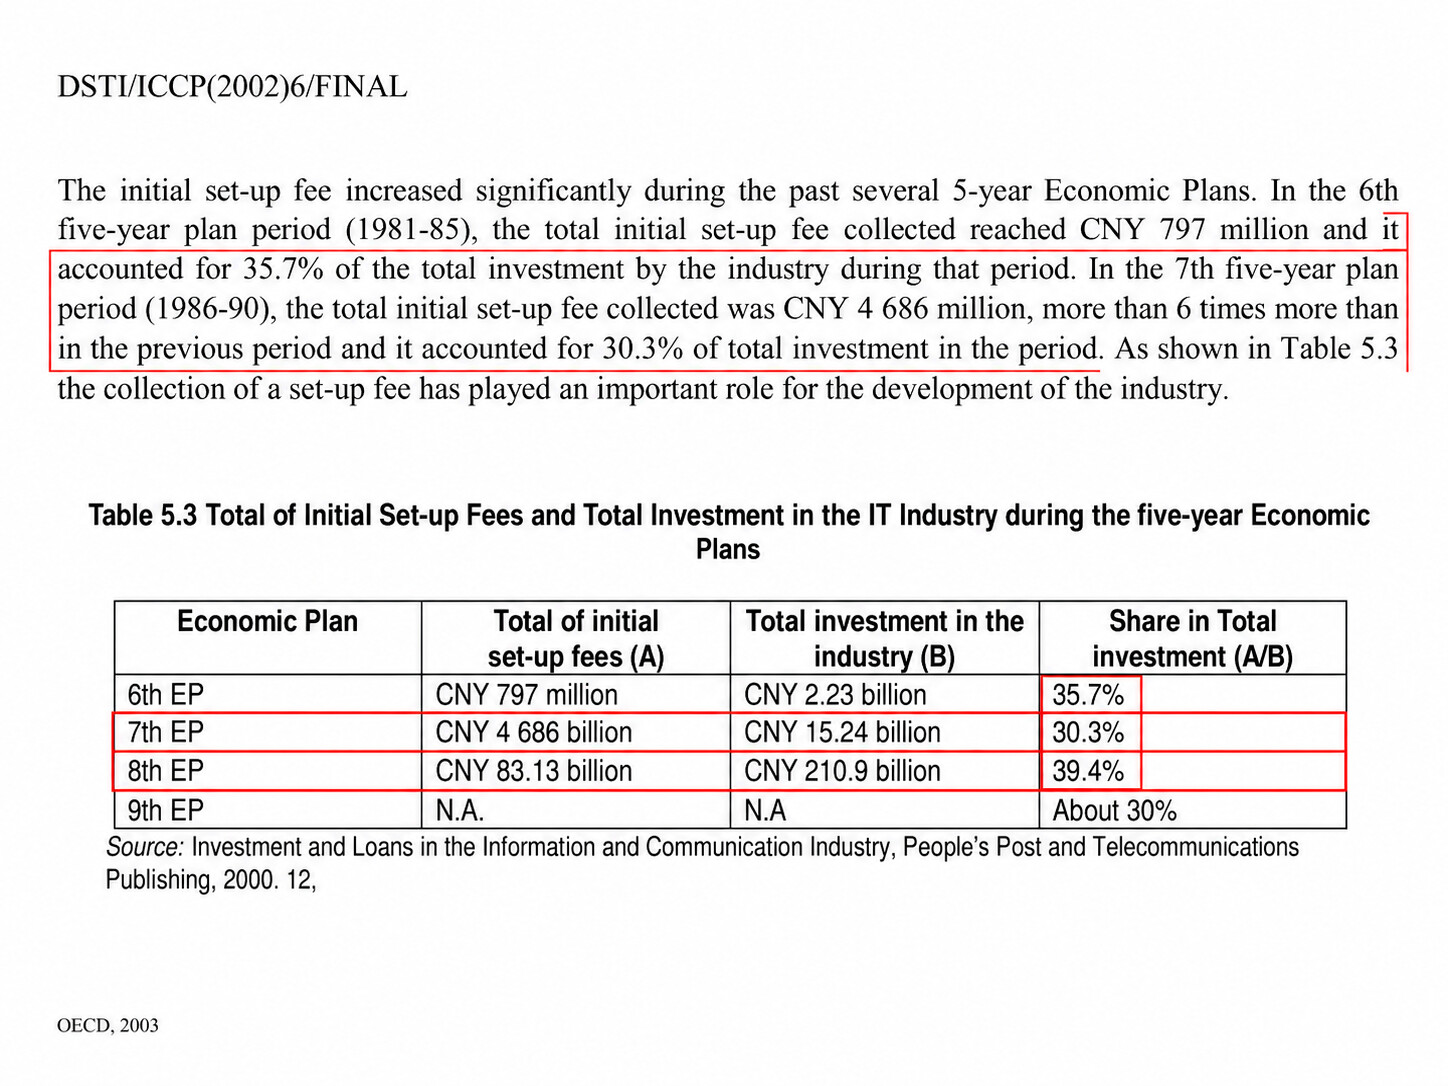 DSTI/ICCP(2002)6/FINAL
The initial set-up fee increased significantly during the past several 5-year Economic Plans. In the 6th
five-year plan period (1981-85), the total initial set-up fee collected reached CNY 797 million and it
accounted for 35.7% of the total investment by the industry during that period. In the 7th five-year plan
period (1986-90), the total initial set-up fee collected was CNY 4 686 million, more than 6 times more than
in the previous period and it accounted for 30.3% of total investment in the period. As shown in Table 5.3
the collection of a set-up fee has played an important role for the development of the industry.
Table 5.3 Total of Initial Set-up Fees and Total Investment in the IT Industry during the five-year Economic
Plans
Economic Plan Total of initial Total investment in the Share in Total
set-up fees (A) industry (B) investment (A/B)
6th EP CNY 797 million CNY 2.23 billion 35.7%
7th EP CNY 4 686 billion CNY 15.24 billion 30.3%
8th EP CNY 83.13 billion CNY 210.9 billion 39.4%
9th EP N.A. N.A About 30%
Source: Investment and Loans in the Information and Communication Industry, People's Post and Telecommunications
Publishing, 2000. 12,
OECD, 2003